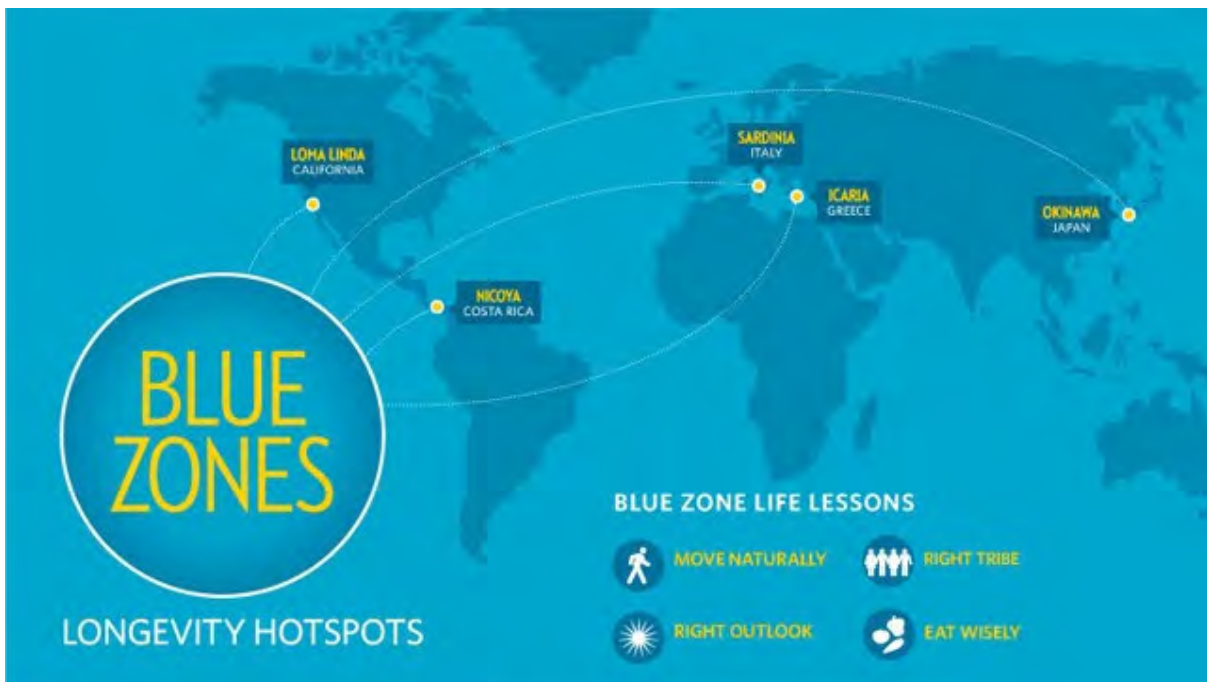 LOMA LINDA
CALIFORNIA
SARDINIA
ITALY
ICARIA
GREECE
OKINAWA
JAPAN
NICOYA
COSTA RICA
BLUE
ZONES
LONGEVITY HOTSPOTS
BLUE ZONE LIFE LESSONS
MOVE NATURALLY
RIGHT TRIBE
RIGHT OUTLOOK
EAT WISELY